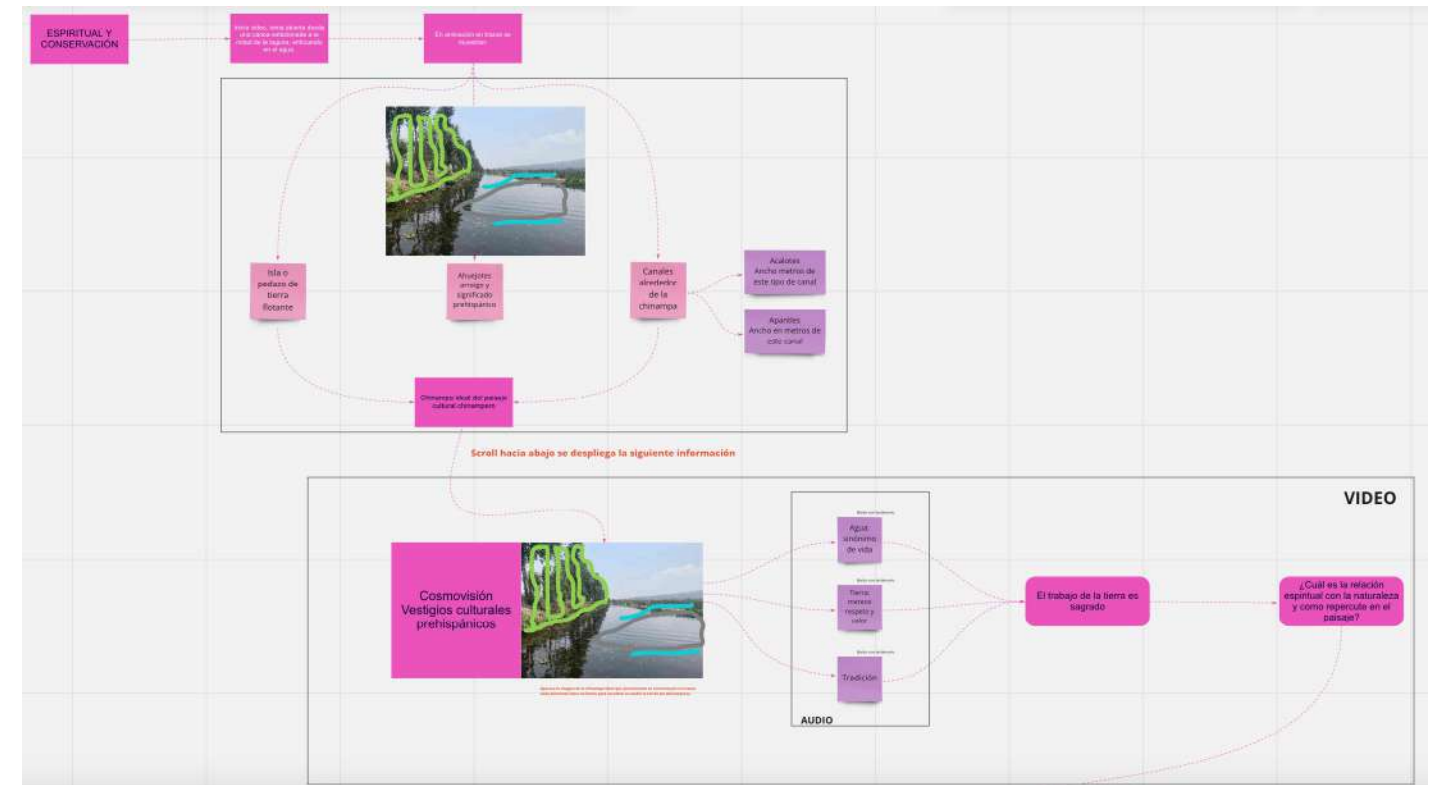 ESPIRITUAL Y
CONSERVACIÓN
En animación en blanco se
muestran
Isla o
pedazo de
tierra
flotante
Ahuejotes
arraigo y
significado
prehispánico
Canales
alrededor
de la
chinampa
Acalotes
Ancho metros de
este tipo de canal
Apantles
Ancho en metros de
este canal
Chinampa ideal del paisaje
cultural chinampero
Scroll hacia abajo se despliega la siguiente información
VIDEO
Cosmovisión
Vestigios culturales
prehispánicos
Agua:
sinónimo
de vida
Tierra:
merece
respeto y
valor
Tradición
AUDIO
El trabajo de la tierra es
sagrado
¿Cuál es la relación
espiritual con la naturaleza
y como repercute en el
paisaje?